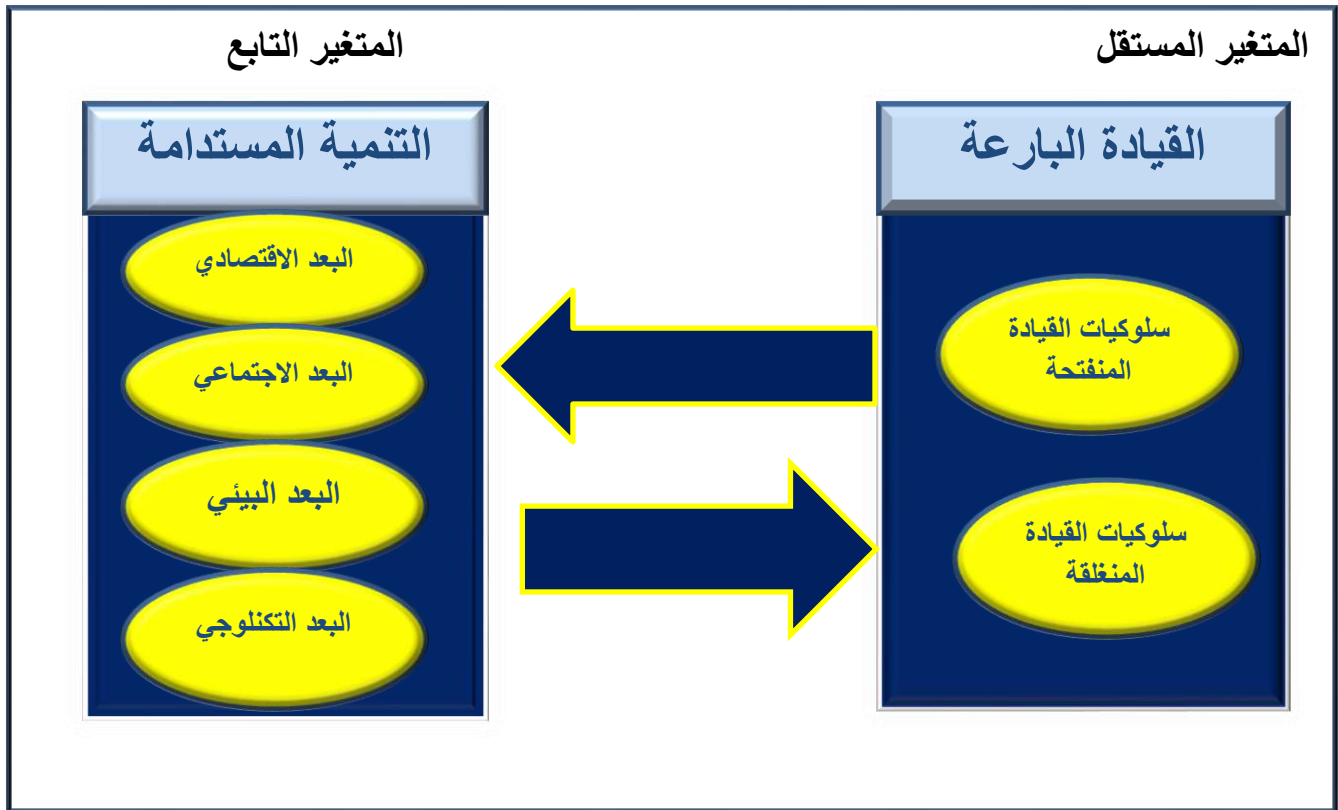 المتغير المستقل
المتغير التابع
القيادة البارعة
التنمية المستدامة
سلوكيات القيادة
المنفتحة
سلوكيات القيادة
المنغلقة
البعد الاقتصادي
البعد الاجتماعي
البعد البيئي
البعد التكنلوجي